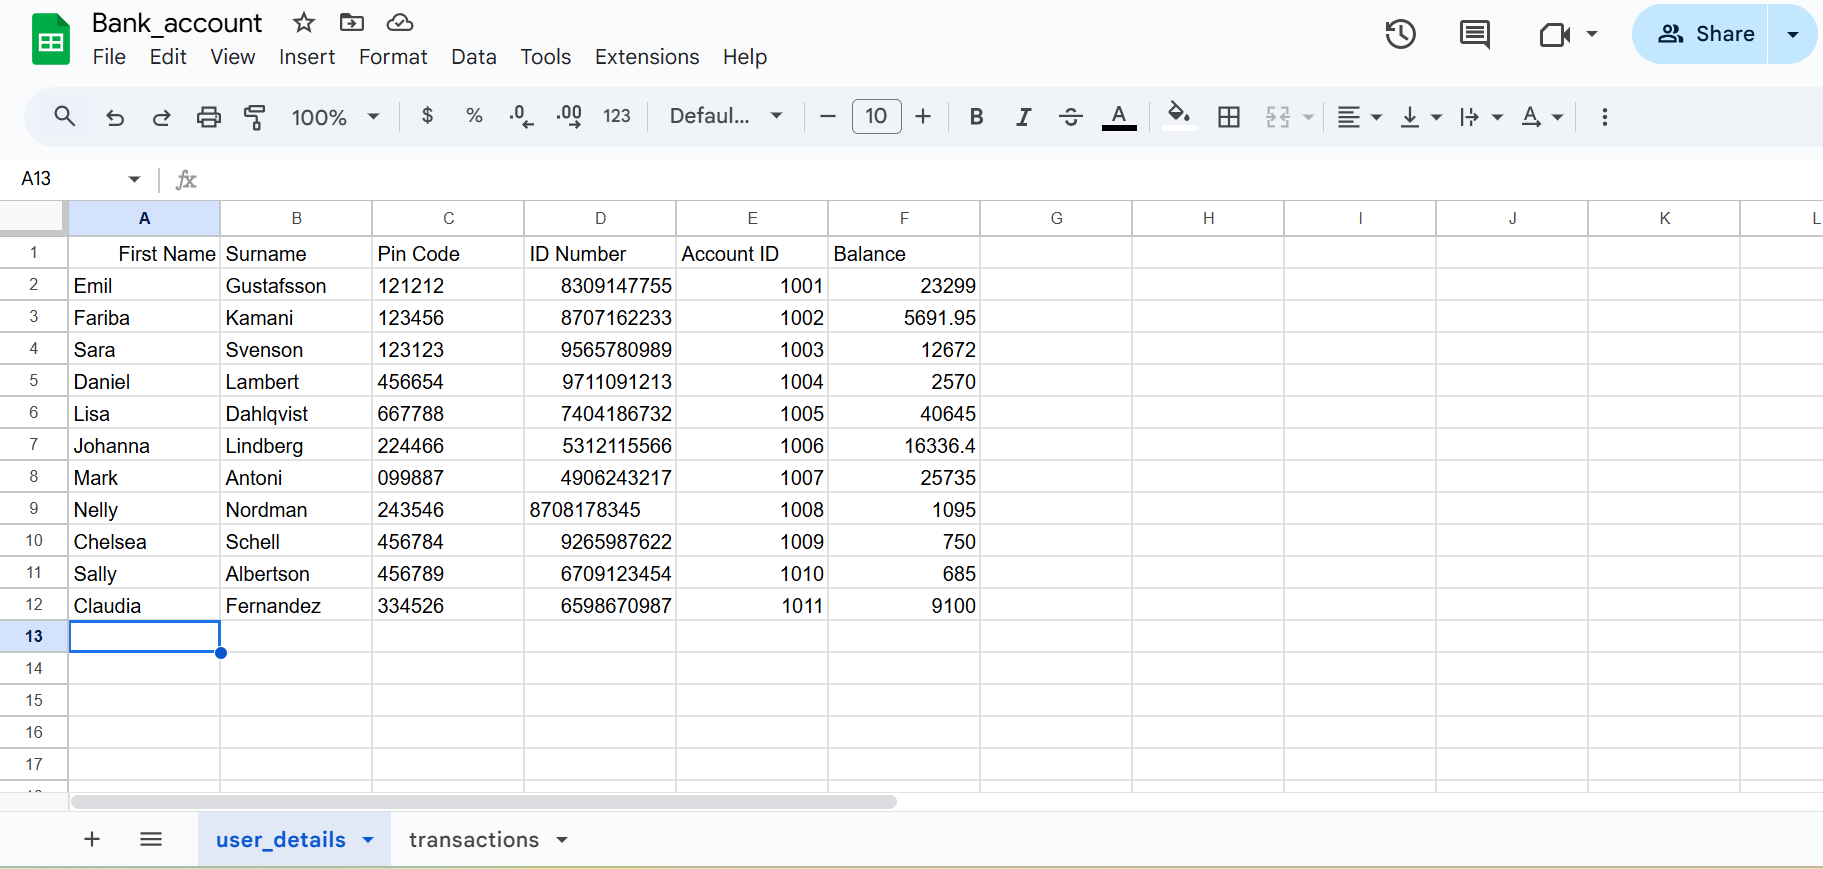 Bank_account
File Edit View Insert Format Data Tools Extensions Help
Share
100% $ % .0 .00 123 Defaul... − 10 + B I S A A
A13 fx
A B C D E F G H I J K L
1 First Name Surname Pin Code ID Number Account ID Balance
2 Emil Gustafsson 121212 8309147755 1001 23299
3 Fariba Kamani 123456 8707162233 1002 5691.95
4 Sara Svenson 123123 9565780989 1003 12672
5 Daniel Lambert 456654 9711091213 1004 2570
6 Lisa Dahlqvist 667788 7404186732 1005 40645
7 Johanna Lindberg 224466 5312115566 1006 16336.4
8 Mark Antoni 099887 4906243217 1007 25735
9 Nelly Nordman 243546 8708178345 1008 1095
10 Chelsea Schell 456784 9265987622 1009 750
11 Sally Albertson 456789 6709123454 1010 685
12 Claudia Fernandez 334526 6598670987 1011 9100
13
14
15
16
17
+ user_details transactions